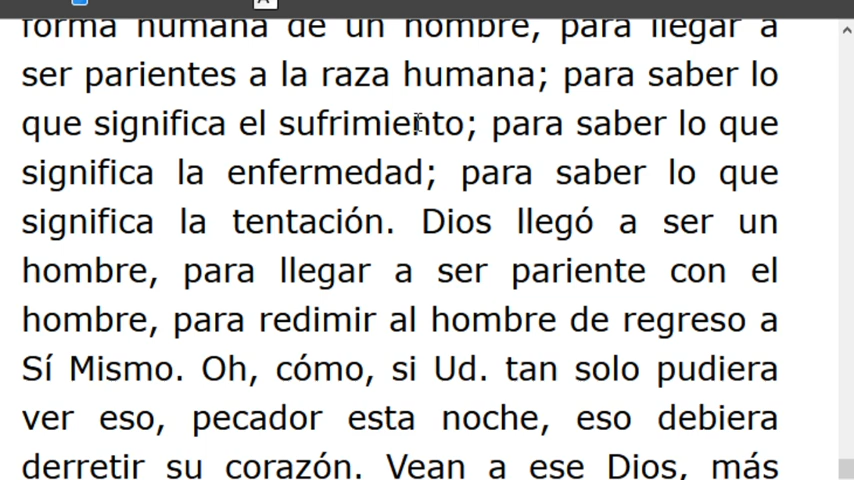 forma humana de un hombre, para llegar a
ser parientes a la raza humana; para saber lo
que significa el sufrimiento; para saber lo que
significa la enfermedad; para saber lo que
significa la tentación. Dios llegó a ser un
hombre, para llegar a ser pariente con el
hombre, para redimir al hombre de regreso a
Sí Mismo. Oh, cómo, si Ud. tan solo pudiera
ver eso, pecador esta noche, eso debiera
derretir su corazón. Vean a ese Dios, más